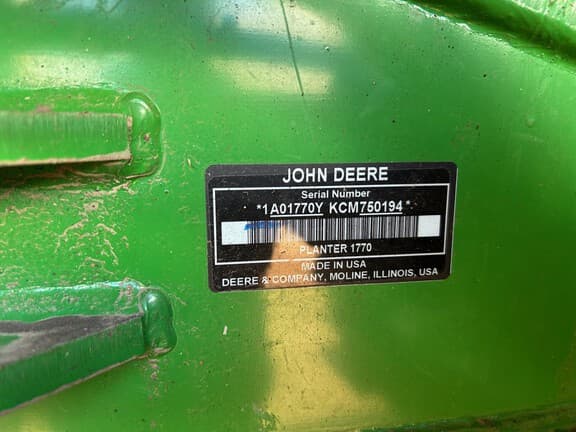 JOHN DEERE
Serial Number
*1A01770Y KCM750194*
PLANTER 1770
MADE IN USA
DEERE & COMPANY, MOLINE, ILLINOIS, USA